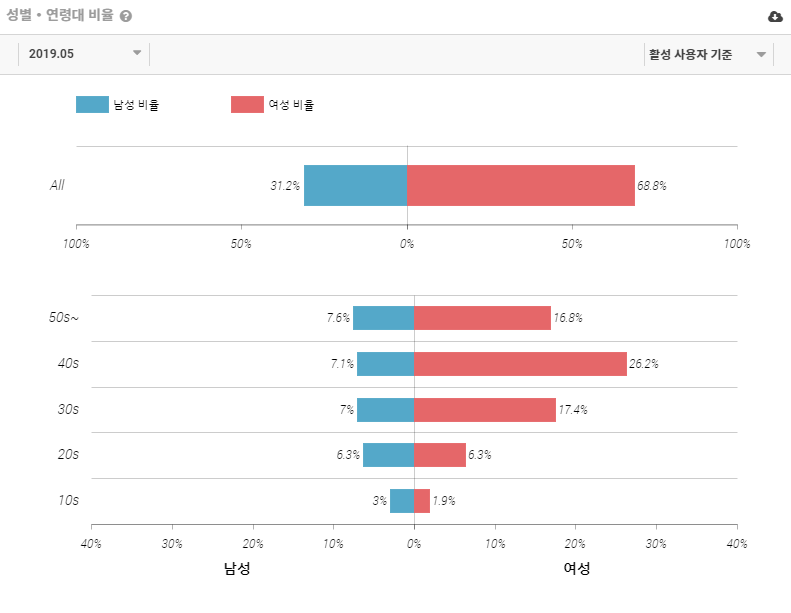 성별 • 연령대 비율 ?
2019.05
활성 사용자 기준
남성 비율 여성 비율
All 31.2% 68.8%
100% 50% 0% 50% 100%
50s~ 7.6% 16.8%
40s 7.1% 26.2%
30s 7% 17.4%
20s 6.3% 6.3%
10s 3% 1.9%
40% 30% 20% 10% 0% 10% 20% 30% 40%
남성 여성